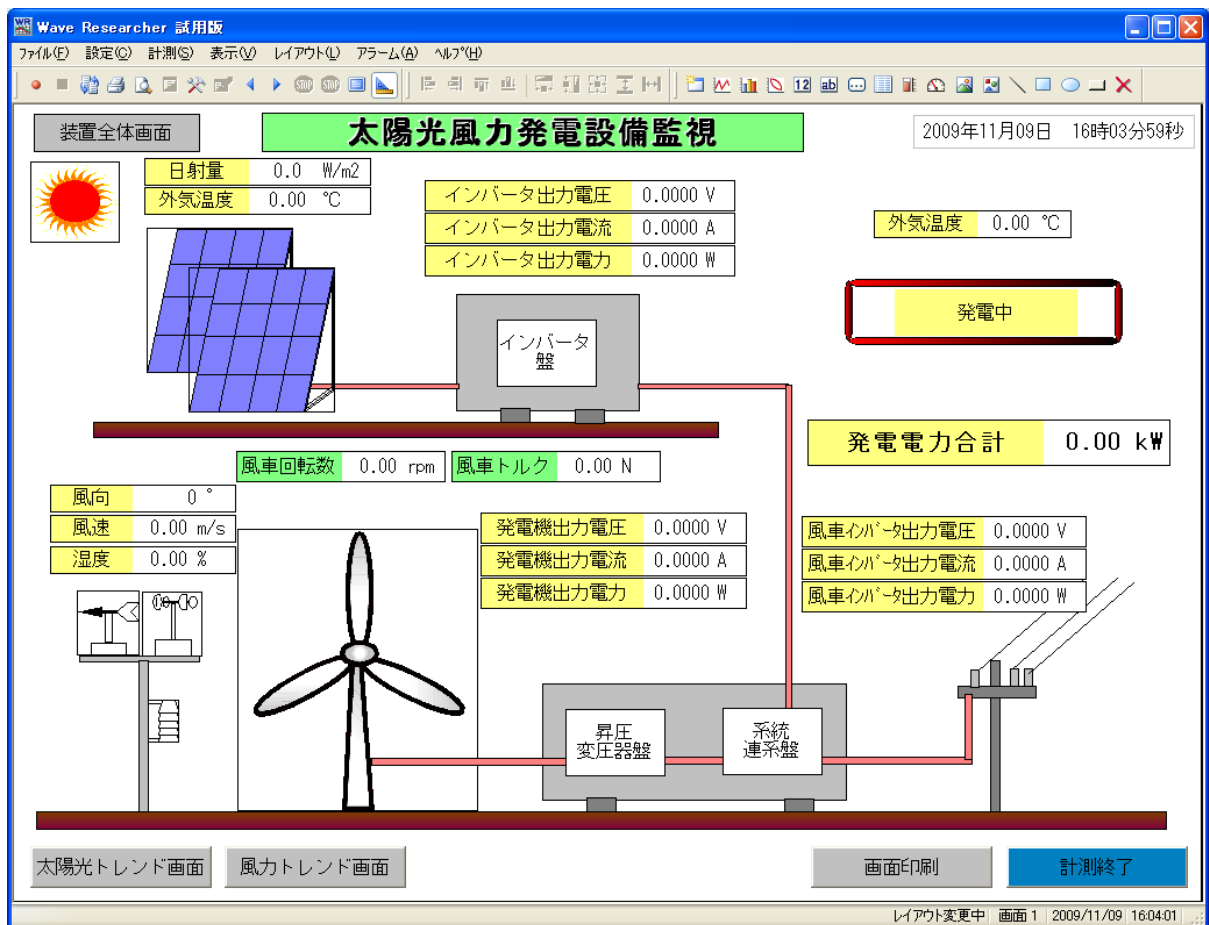 Wave Researcher 試用版
ファイル(F) 設定(C) 計測(S) 表示(V) レイアウト(L) アラーム(A) ヘルプ(H)
STOP STOP 12 ab
装置全体画面
太陽光風力発電設備監視
2009年11月09日 16時03分59秒
日射量 0.0 W/m2
外気温度 0.00 ℃
インバータ出力電圧 0.0000 V
インバータ出力電流 0.0000 A
インバータ出力電力 0.0000 W
外気温度 0.00 ℃
発電中
インバータ
盤
発電電力合計 0.00 kW
風車回転数 0.00 rpm
風車トルク 0.00 N
風向 0 °
風速 0.00 m/s
湿度 0.00 %
発電機出力電圧 0.0000 V
発電機出力電流 0.0000 A
発電機出力電力 0.0000 W
風車インバータ出力電圧 0.0000 V
風車インバータ出力電流 0.0000 A
風車インバータ出力電力 0.0000 W
昇圧
変圧器盤
系統
連系盤
太陽光トレンド画面
風力トレンド画面
画面印刷
計測終了
レイアウト変更中 画面 1 2009/11/09 16:04:01